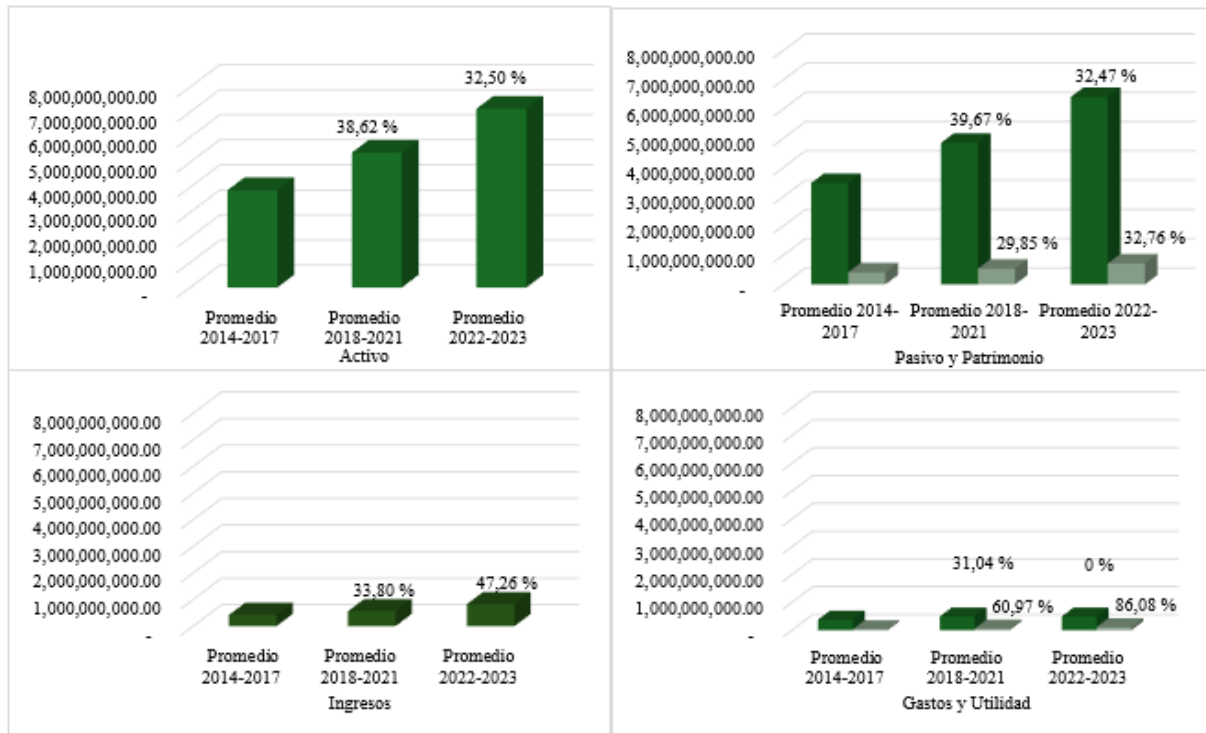 32,50 %
8,000,000,000.00
7,000,000,000.00
38,62 %
6,000,000,000.00
5,000,000,000.00
4,000,000,000.00
3,000,000,000.00
2,000,000,000.00
1,000,000,000.00
-
Promedio Promedio Promedio
2014-2017 2018-2021 2022-2023
Activo
8,000,000,000.00
32,47 %
7,000,000,000.00
39,67 %
6,000,000,000.00
5,000,000,000.00
4,000,000,000.00
3,000,000,000.00
2,000,000,000.00
29,85 % 32,76 %
1,000,000,000.00
-
Promedio 2014- Promedio 2018- Promedio 2022-
2017 2021 2023
Pasivo y Patrimonio
8,000,000,000.00
7,000,000,000.00
6,000,000,000.00
5,000,000,000.00
4,000,000,000.00
3,000,000,000.00
2,000,000,000.00
33,80 % 47,26 %
1,000,000,000.00
-
Promedio Promedio Promedio
2014-2017 2018-2021 2022-2023
Ingresos
8,000,000,000.00
7,000,000,000.00
6,000,000,000.00
5,000,000,000.00
4,000,000,000.00
3,000,000,000.00
31,04 % 0 %
2,000,000,000.00
1,000,000,000.00
60,97 % 86,08 %
-
Promedio Promedio Promedio
2014-2017 2018-2021 2022-2023
Gastos y Utilidad